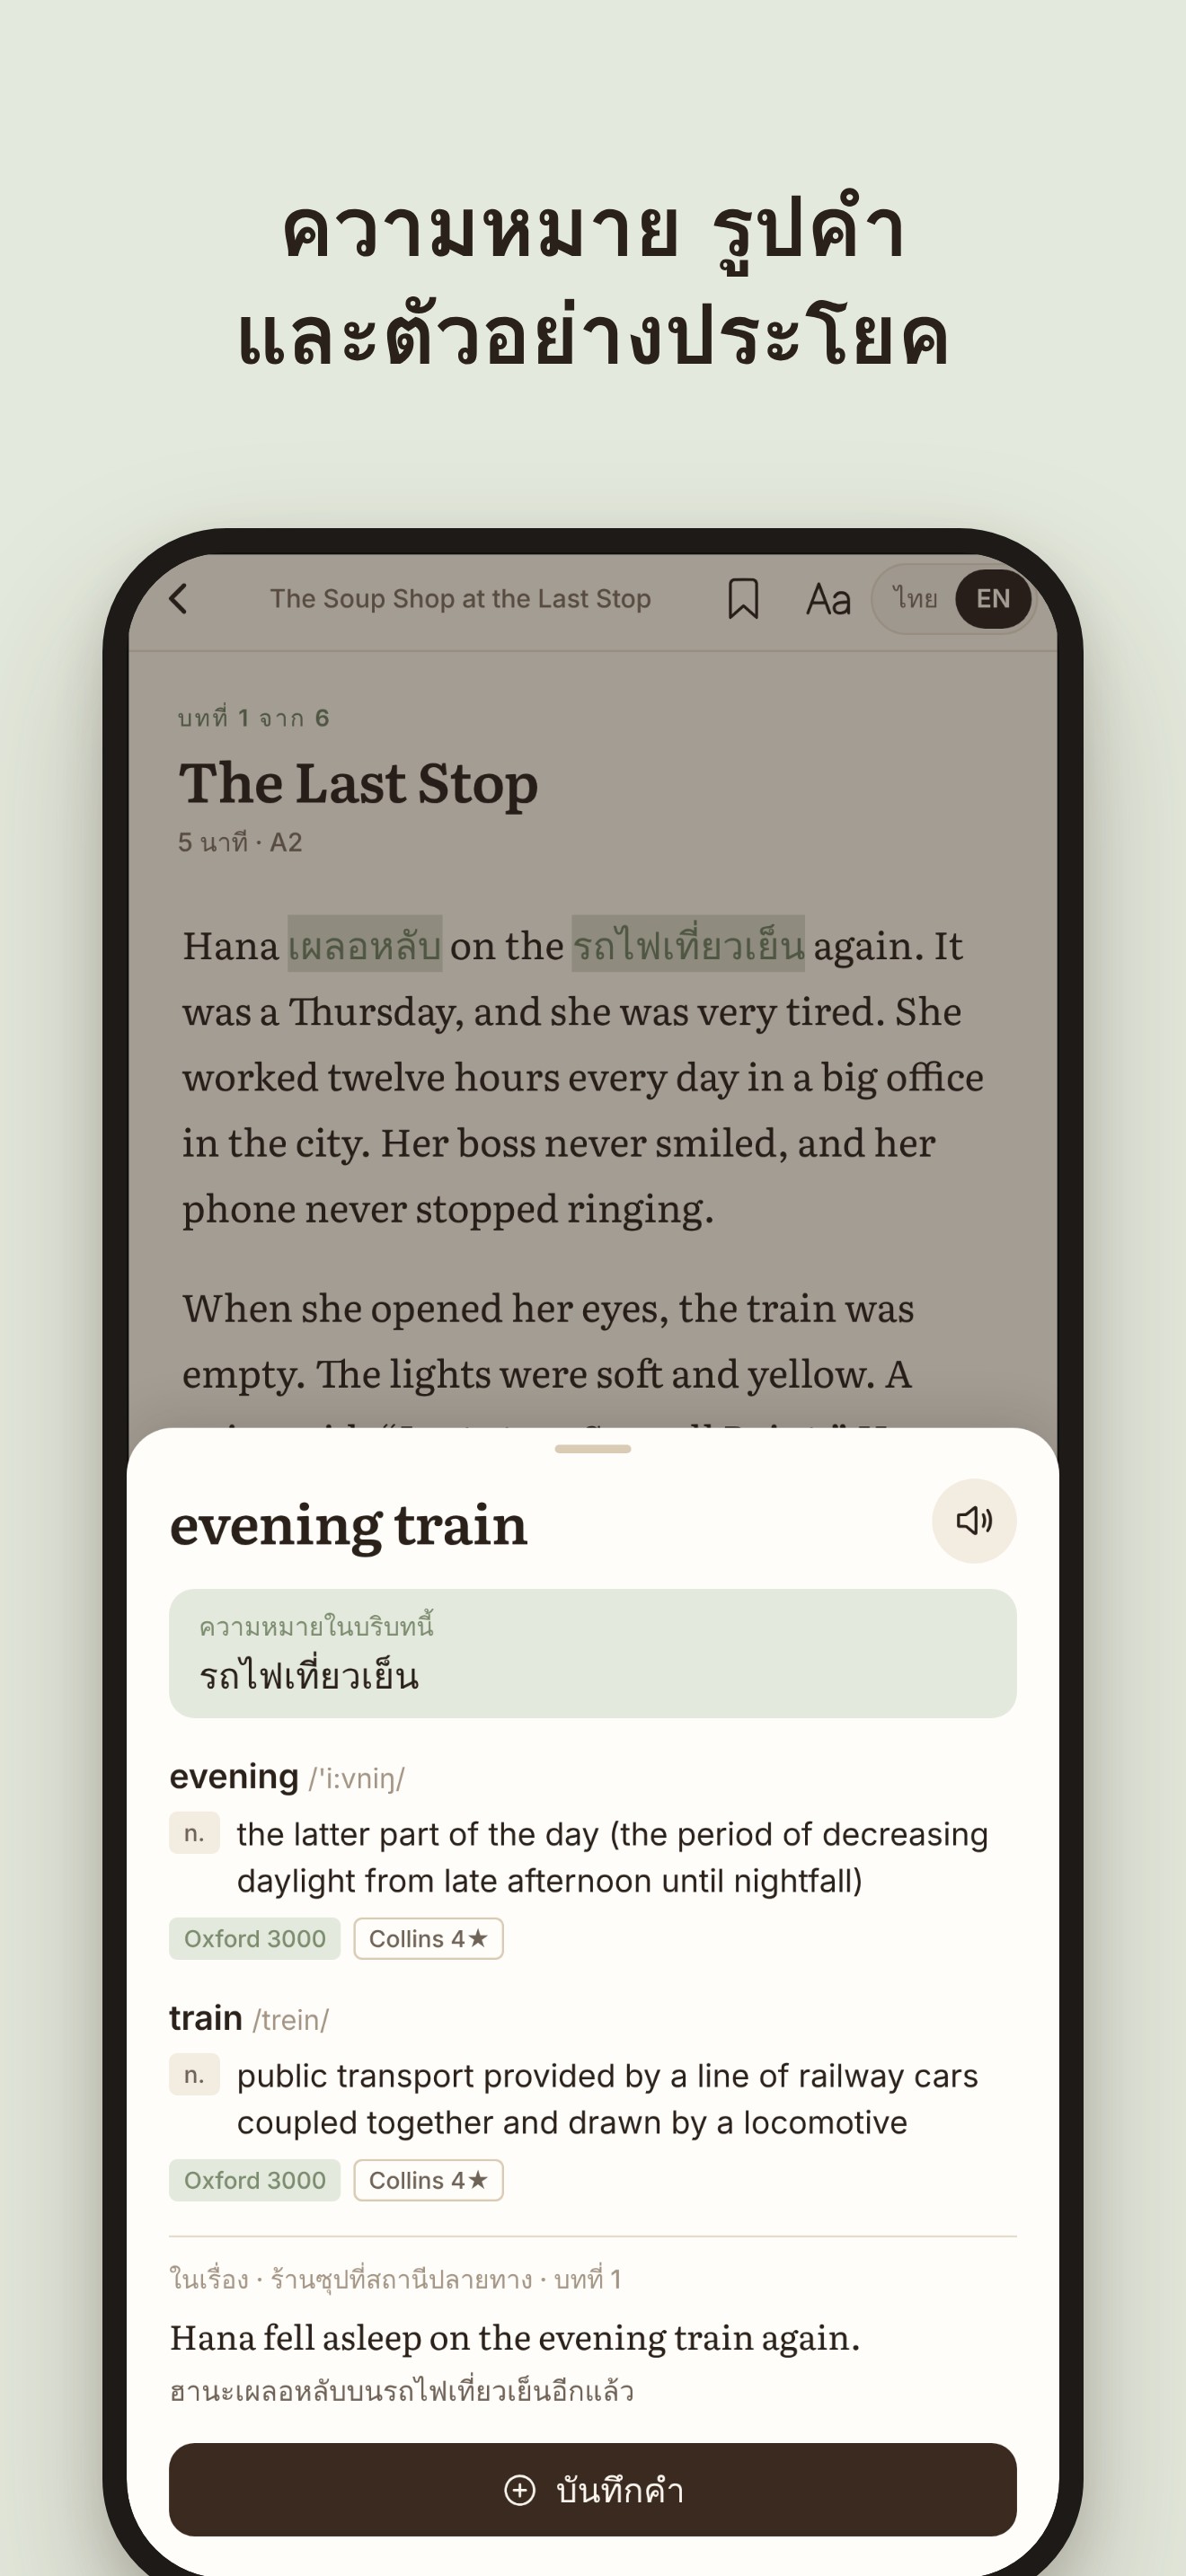 ความหมาย รูปคำ
และตัวอย่างประโยค
The Soup Shop at the Last Stop
Aa
ไทย
EN
บทที่ 1 จาก 6
The Last Stop
5 นาที · A2
Hana เผลอหลับ on the รถไฟเที่ยวเย็น again. It
was a Thursday, and she was very tired. She
worked twelve hours every day in a big office
in the city. Her boss never smiled, and her
phone never stopped ringing.
When she opened her eyes, the train was
empty. The lights were soft and yellow. A
evening train
ความหมายในบริบทนี้
รถไฟเที่ยวเย็น
evening /'i:vniŋ/
n. the latter part of the day (the period of decreasing
daylight from late afternoon until nightfall)
Oxford 3000 Collins 4★
train /trein/
n. public transport provided by a line of railway cars
coupled together and drawn by a locomotive
Oxford 3000 Collins 4★
ในเรื่อง · ร้านซุปที่สถานีปลายทาง · บทที่ 1
Hana fell asleep on the evening train again.
ฮานะเผลอหลับบนรถไฟเที่ยวเย็นอีกแล้ว
บันทึกคำ